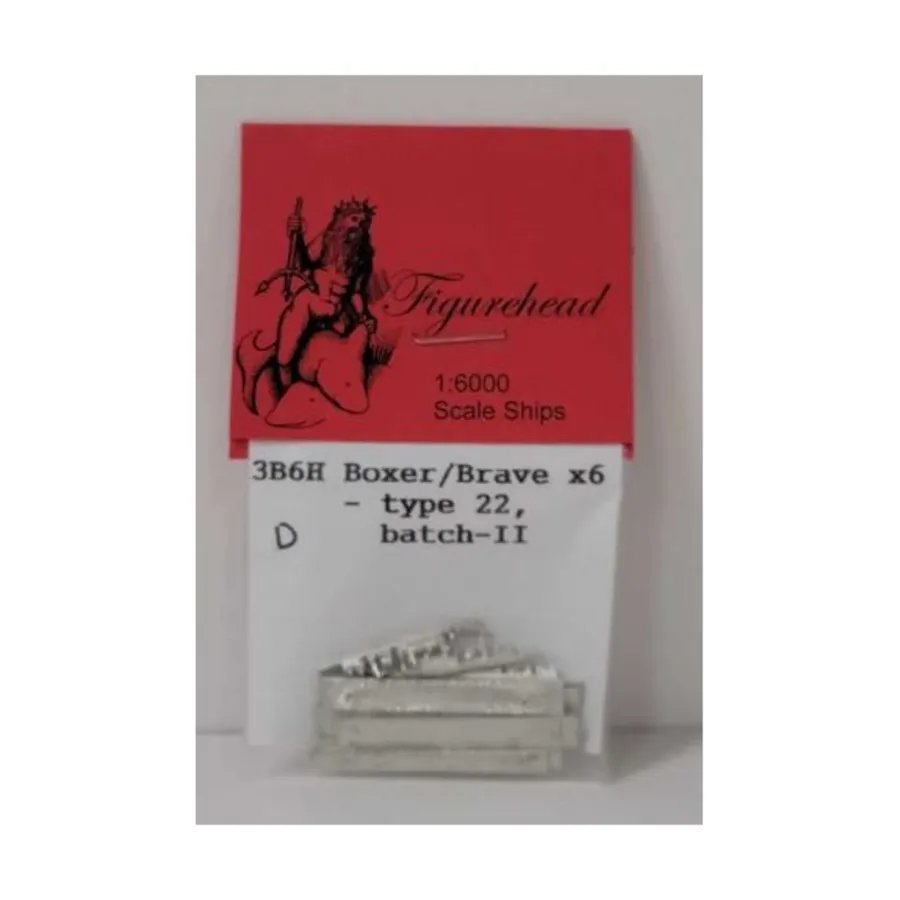 Figurehead
1:6000
Scale Ships
3B6H Boxer/Brave x6
- type 22,
D batch-II